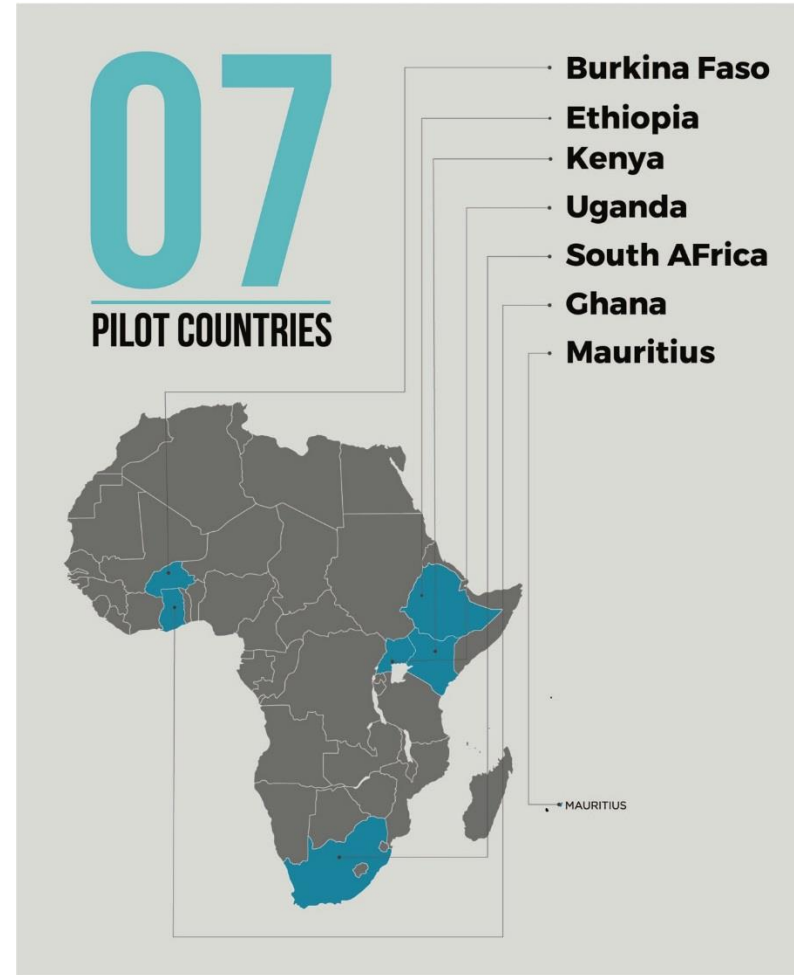 07
PILOT COUNTRIES
Burkina Faso
Ethiopia
Kenya
Uganda
South AFrica
Ghana
Mauritius
MAURITIUS